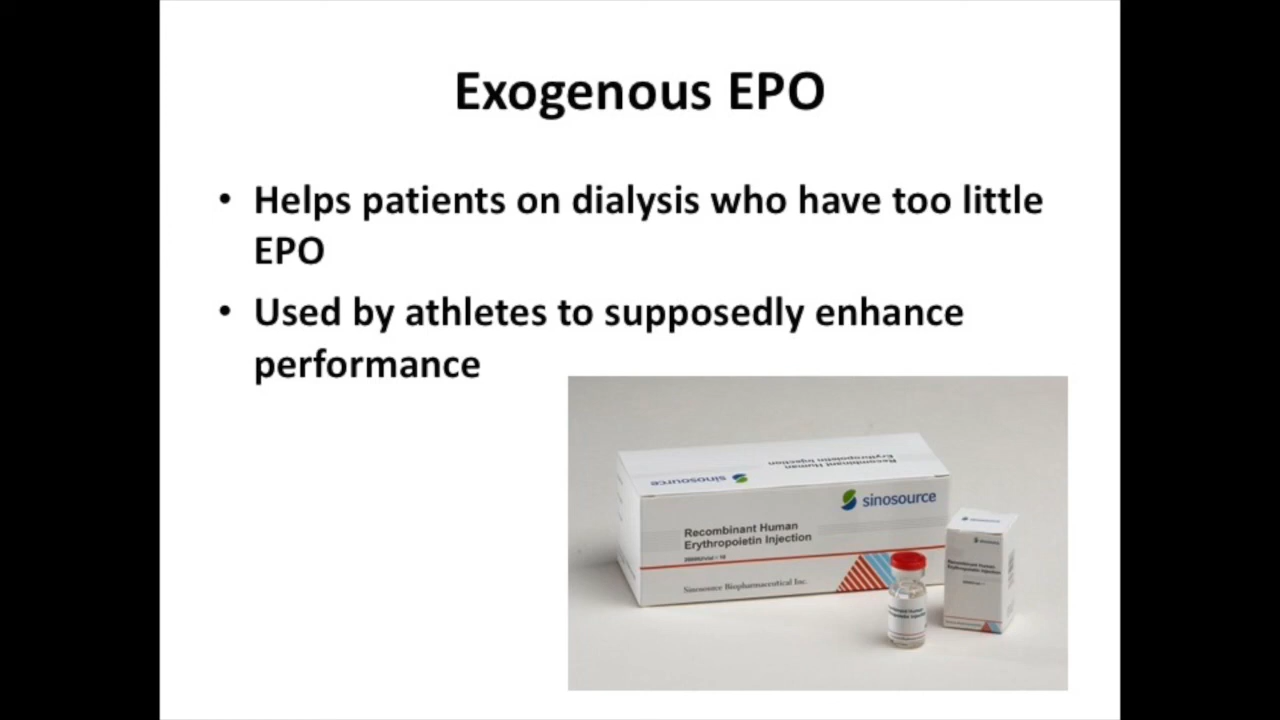 Exogenous EPO
• Helps patients on dialysis who have too little
EPO
• Used by athletes to supposedly enhance
performance
Recombinant Human
Erythropoietin Injection
sinosource
sinosource
Recombinant Human
Erythropoietin Injection
Sinosource Biopharmaceutical Inc.